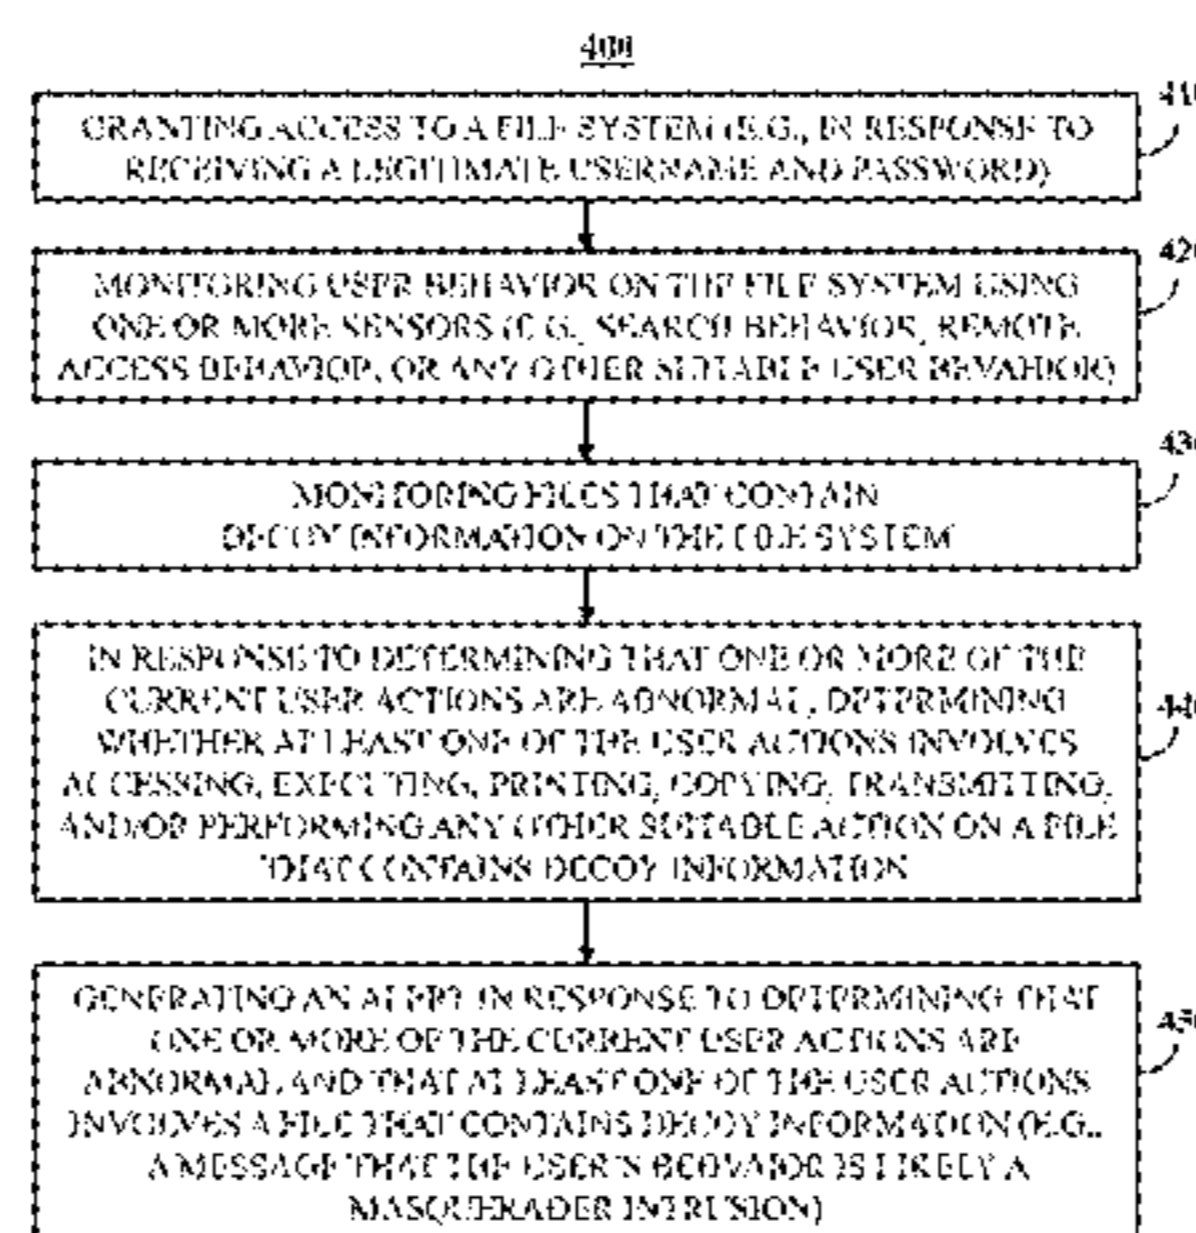 400
410
GRANTING ACCESS TO A FILE SYSTEM (E.G., IN RESPONSE TO
RECEIVING A LEGITIMATE USERNAME AND PASSWORD)
420
MONITORING USER BEHAVIOR ON THE FILE SYSTEM USING
ONE OR MORE SENSORS (E.G., SEARCH BEHAVIOR, REMOTE
ACCESS BEHAVIOR, OR ANY OTHER SUITABLE USER BEVAHIOR)
430
MONITORING FILES THAT CONTAIN
DECOY INFORMATION ON THE FILE SYSTEM
IN RESPONSE TO DETERMINING THAT ONE OR MORE OF THE
CURRENT USER ACTIONS ARE ABNORMAL, DETERMINING
440
WHETHER AT LEAST ONE OF THE USER ACTIONS INVOLVES
ACCESSING, EXECUTING, PRINTING, COPYING, TRANSMITTING,
AND/OR PERFORMING ANY OTHER SUITABLE ACTION ON A FILE
THAT CONTAINS DECOY INFORMATION
GENERATING AN ALERT IN RESPONSE TO DETERMINING THAT
450
ONE OR MORE OF THE CURRENT USER ACTIONS ARE
ABNORMAL AND THAT AT LEAST ONE OF THE USER ACTIONS
INVOLVES A FILE THAT CONTAINS DECOY INFORMATION (E.G.,
A MESSAGE THAT THE USER'S BEHAVIOR IS LIKELY A
MASQUERADER INTRUSION)